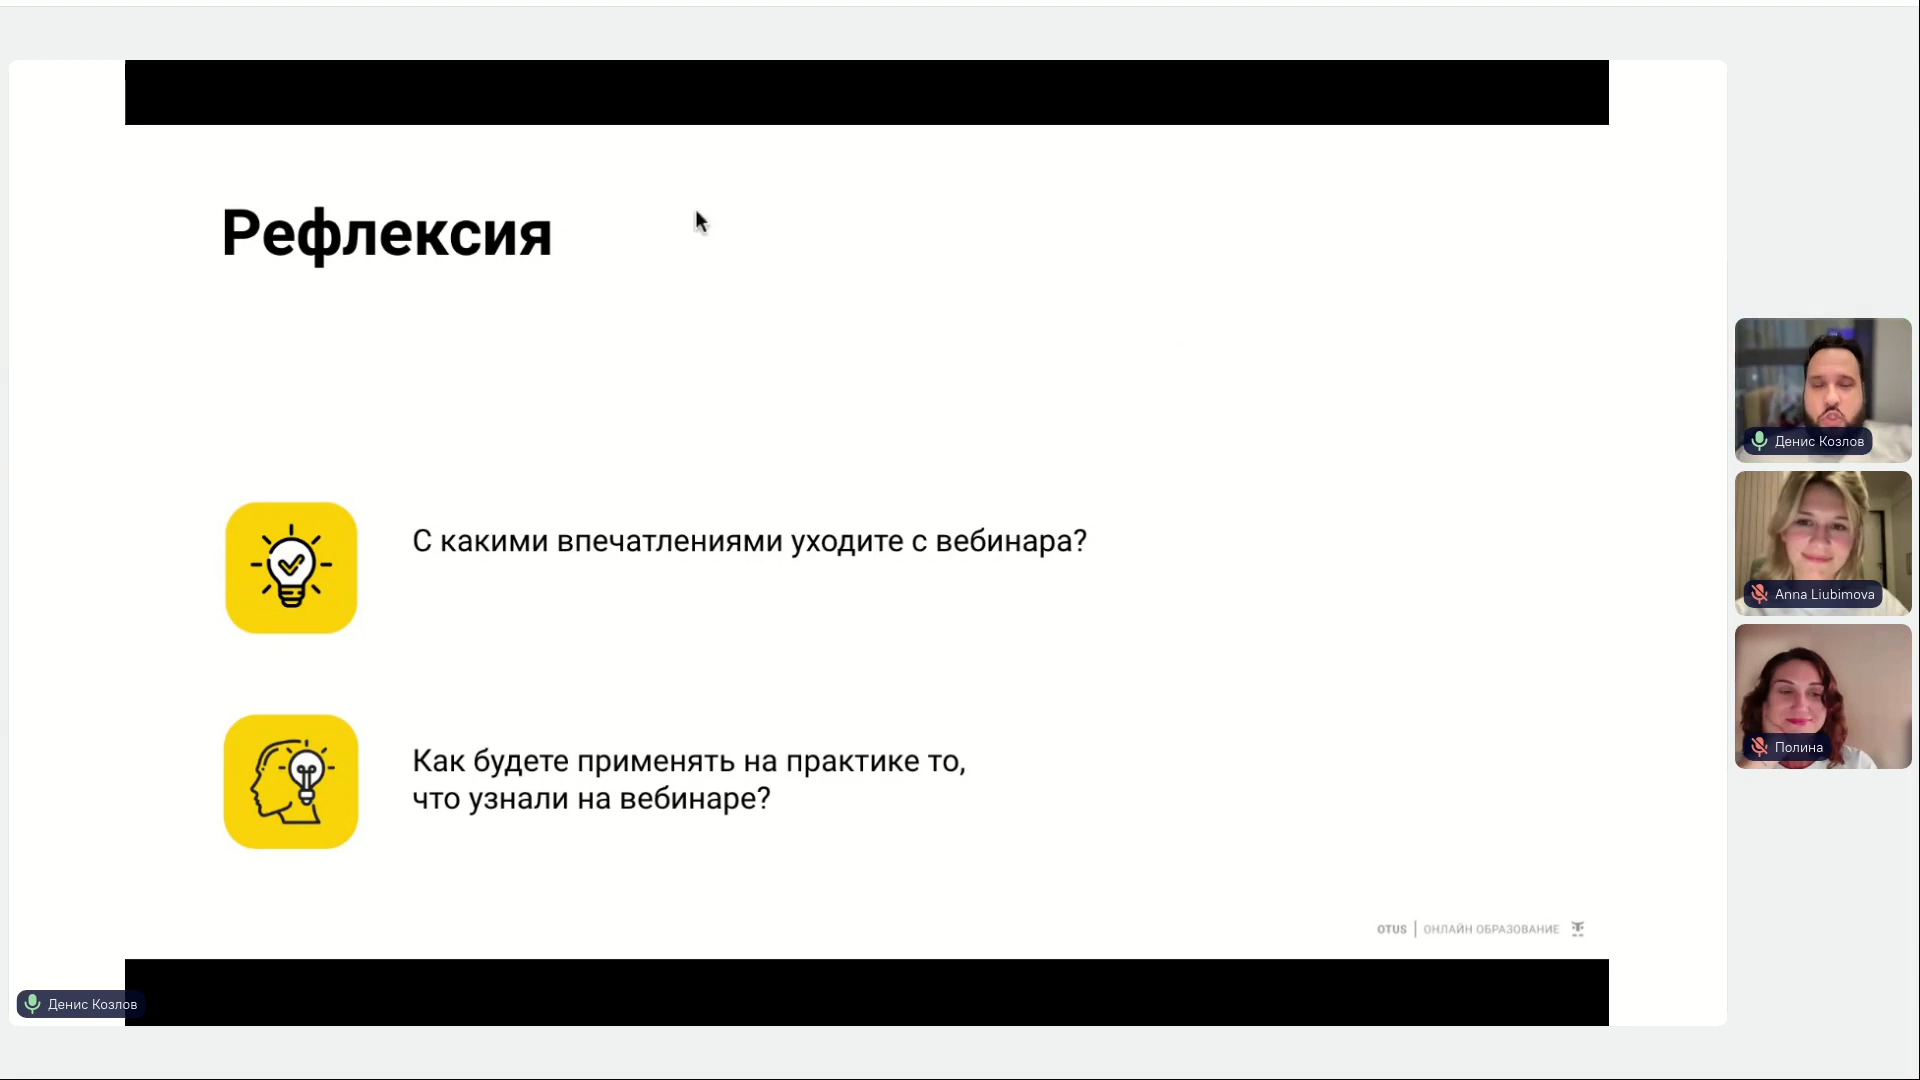 Рефлексия
С какими впечатлениями уходите с вебинара?
Как будете применять на практике то,
что узнали на вебинаре?
OTUS | ОНЛАЙН ОБРАЗОВАНИЕ
Денис Козлов
Денис Козлов
Anna Liubimova
Полина